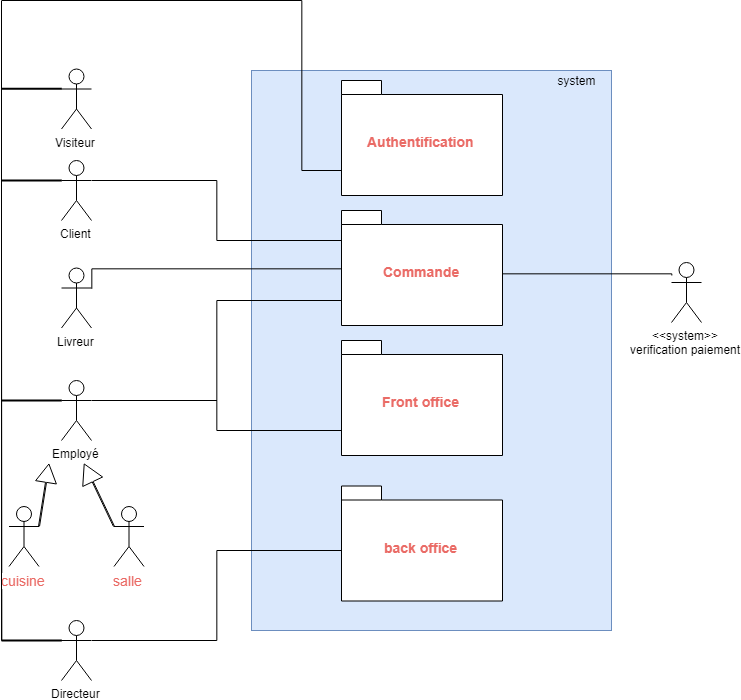 system
Authentification
Visiteur
Client
Commande
Livreur
<<system>>
verification paiement
Front office
Employé
cuisine
salle
back office
Directeur